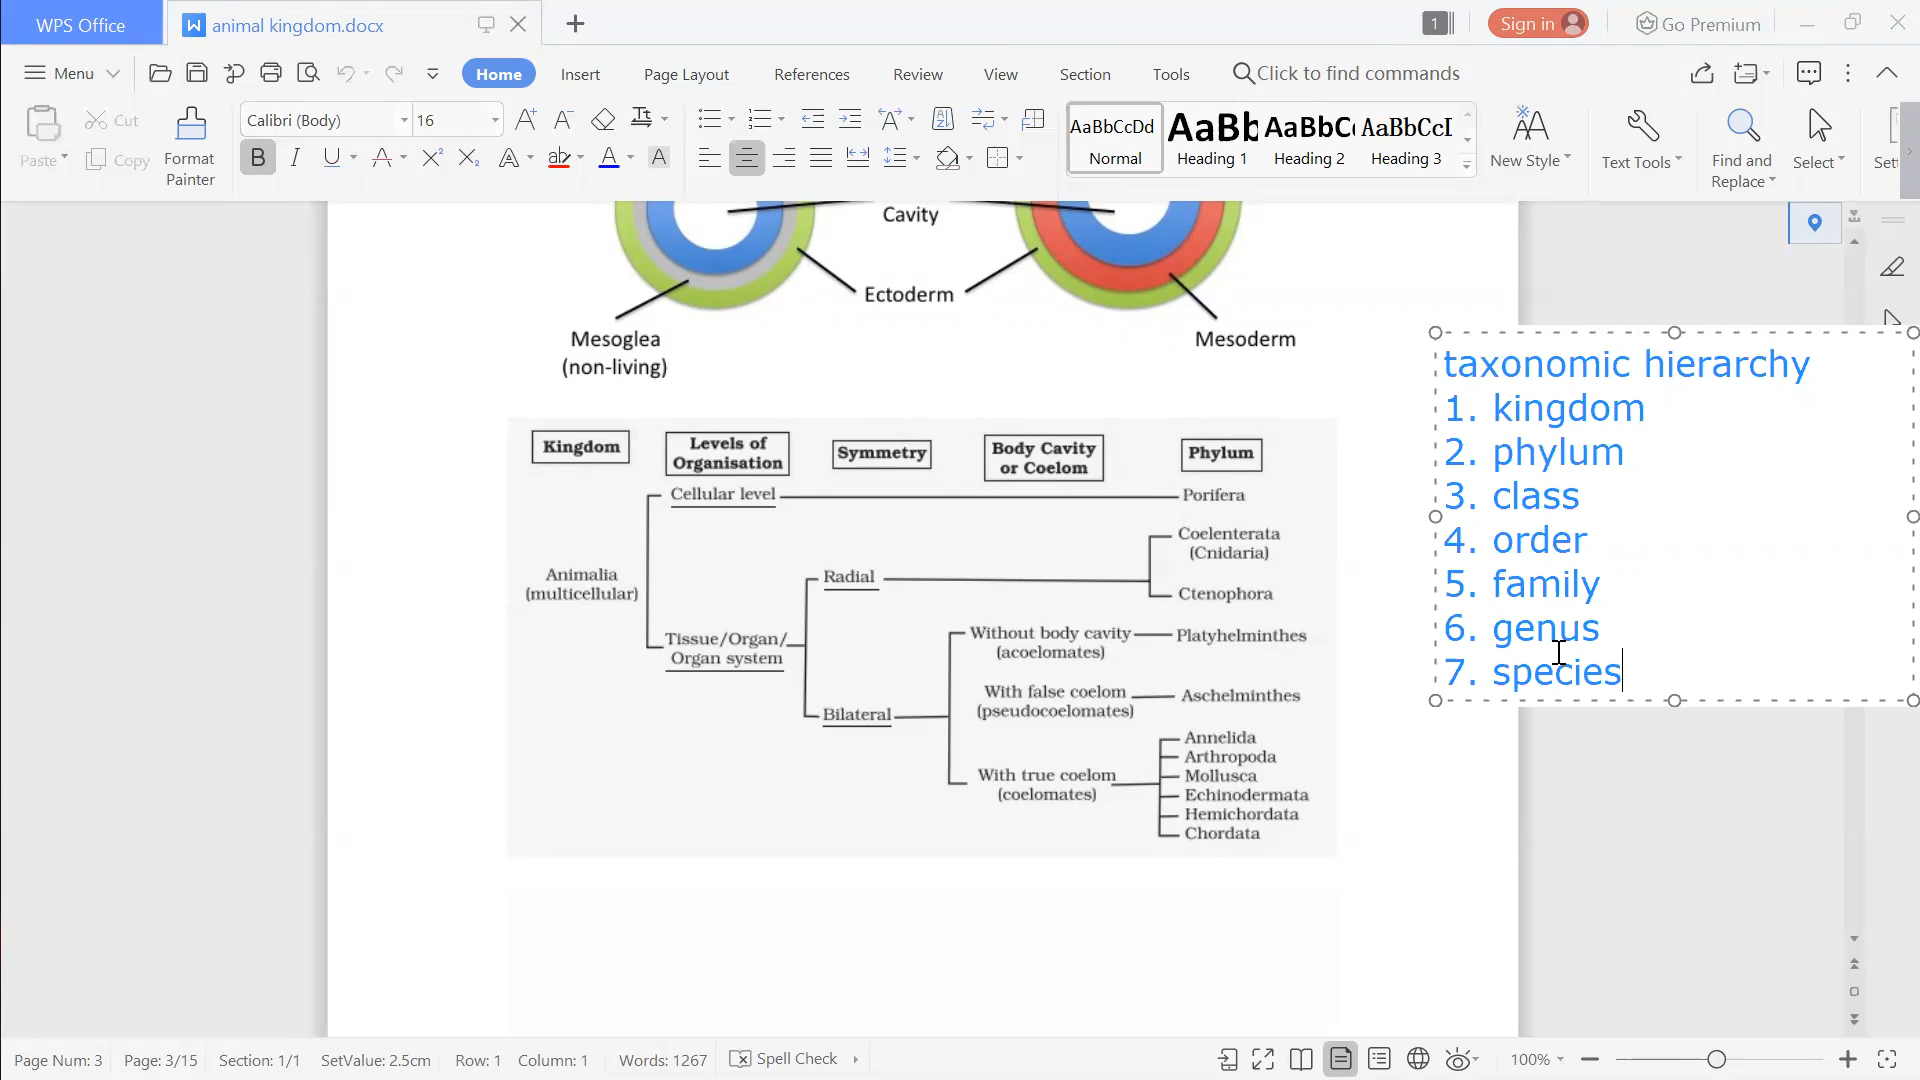 WPS Office
animal kingdom.docx
1
Sign in
Go Premium
Menu
Home
Insert
Page Layout
References
Review
View
Section
Tools
Click to find commands
Paste
Cut
Copy
Format
Painter
Calibri (Body)
16
AaBbCcDd
Normal
Heading 1
Heading 2
Heading 3
New Style
Text Tools
Find and
Replace
Select
Cavity
Ectoderm
Mesoglea
(non-living)
Mesoderm
Kingdom
Levels of
Organisation
Symmetry
Body Cavity
or Coelom
Phylum
Cellular level
Porifera
Coelenterata
(Cnidaria)
Animalia
(multicellular)
Radial
Ctenophora
Tissue/Organ/
Organ system
Without body cavity
(acoelomates)
Platyhelminthes
With false coelom
(pseudocoelomates)
Aschelminthes
Bilateral
With true coelom
(coelomates)
Annelida
Arthropoda
Mollusca
Echinodermata
Hemichordata
Chordata
taxonomic hierarchy
1. kingdom
2. phylum
3. class
4. order
5. family
6. genus
7. species
Page Num: 3
Page: 3/15
Section: 1/1
SetValue: 2.5cm
Row: 1
Column: 1
Words: 1267
Spell Check
100%